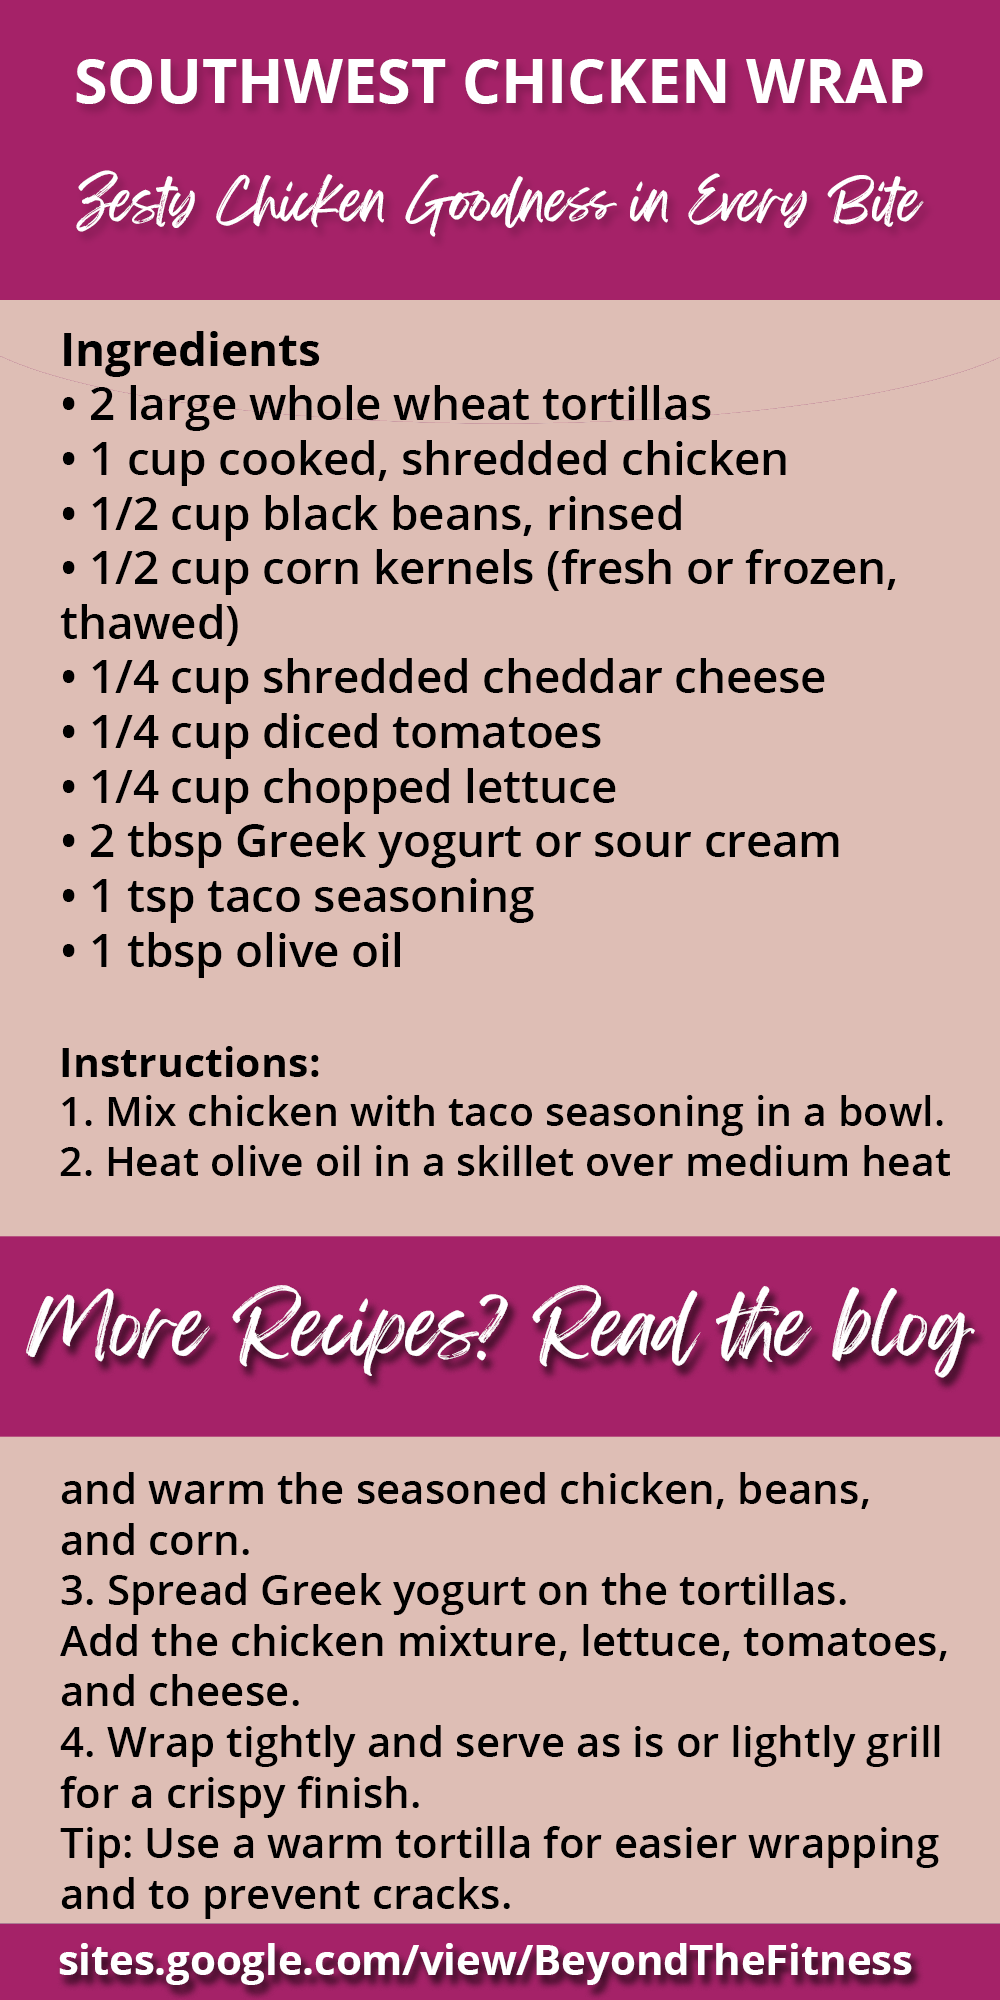 SOUTHWEST CHICKEN WRAP
Zesty Chicken Goodness in Every Bite
Ingredients
• 2 large whole wheat tortillas
• 1 cup cooked, shredded chicken
• 1/2 cup black beans, rinsed
• 1/2 cup corn kernels (fresh or frozen,
thawed)
• 1/4 cup shredded cheddar cheese
• 1/4 cup diced tomatoes
• 1/4 cup chopped lettuce
• 2 tbsp Greek yogurt or sour cream
• 1 tsp taco seasoning
• 1 tbsp olive oil
Instructions:
1. Mix chicken with taco seasoning in a bowl.
2. Heat olive oil in a skillet over medium heat
More Recipes? Read the blog
and warm the seasoned chicken, beans,
and corn.
3. Spread Greek yogurt on the tortillas.
Add the chicken mixture, lettuce, tomatoes,
and cheese.
4. Wrap tightly and serve as is or lightly grill
for a crispy finish.
Tip: Use a warm tortilla for easier wrapping
and to prevent cracks.
sites.google.com/view/BeyondTheFitness